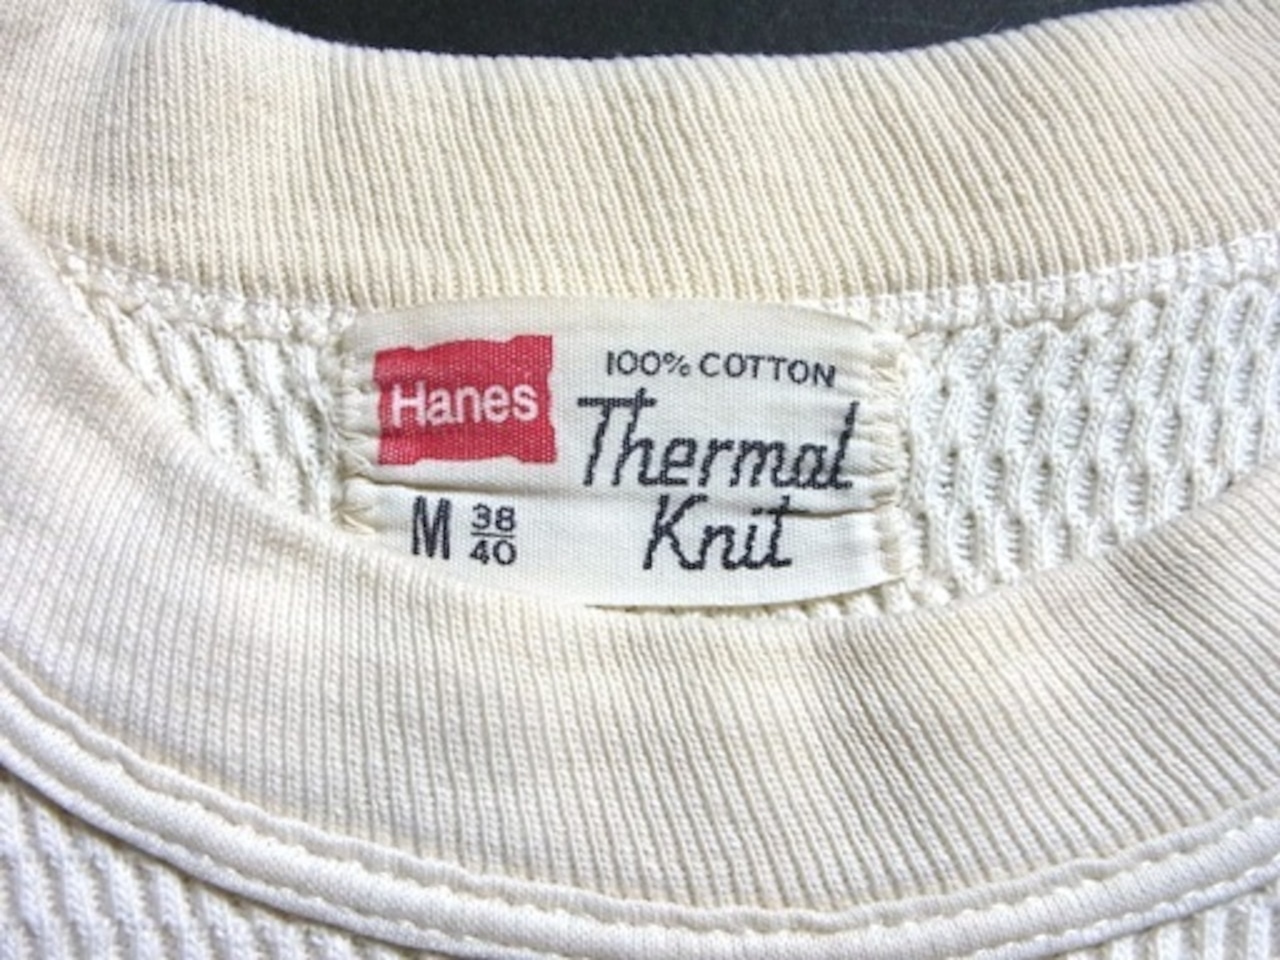 Hanes
100% COTTON
Thermal
Knit
M 38/40